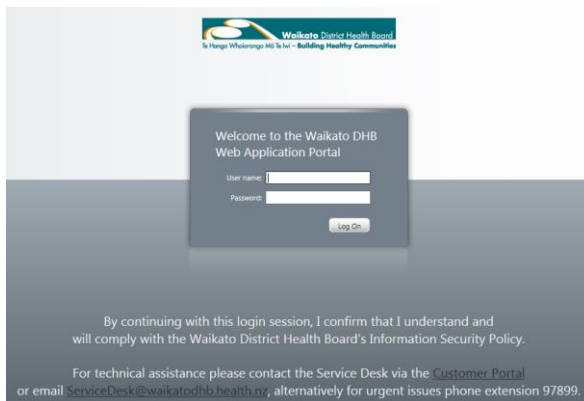 Waikato District Health Board
Te Hanga Whaioranga Mō Te Iwi – Building Healthy Communities
Welcome to the Waikato DHB
Web Application Portal
User name:
Password:
Log On
By continuing with this login session, I confirm that I understand and
will comply with the Waikato District Health Board's Information Security Policy.
For technical assistance please contact the Service Desk via the Customer Portal
or email ServiceDesk@waikatodhb.health.nz, alternatively for urgent issues phone extension 97899.